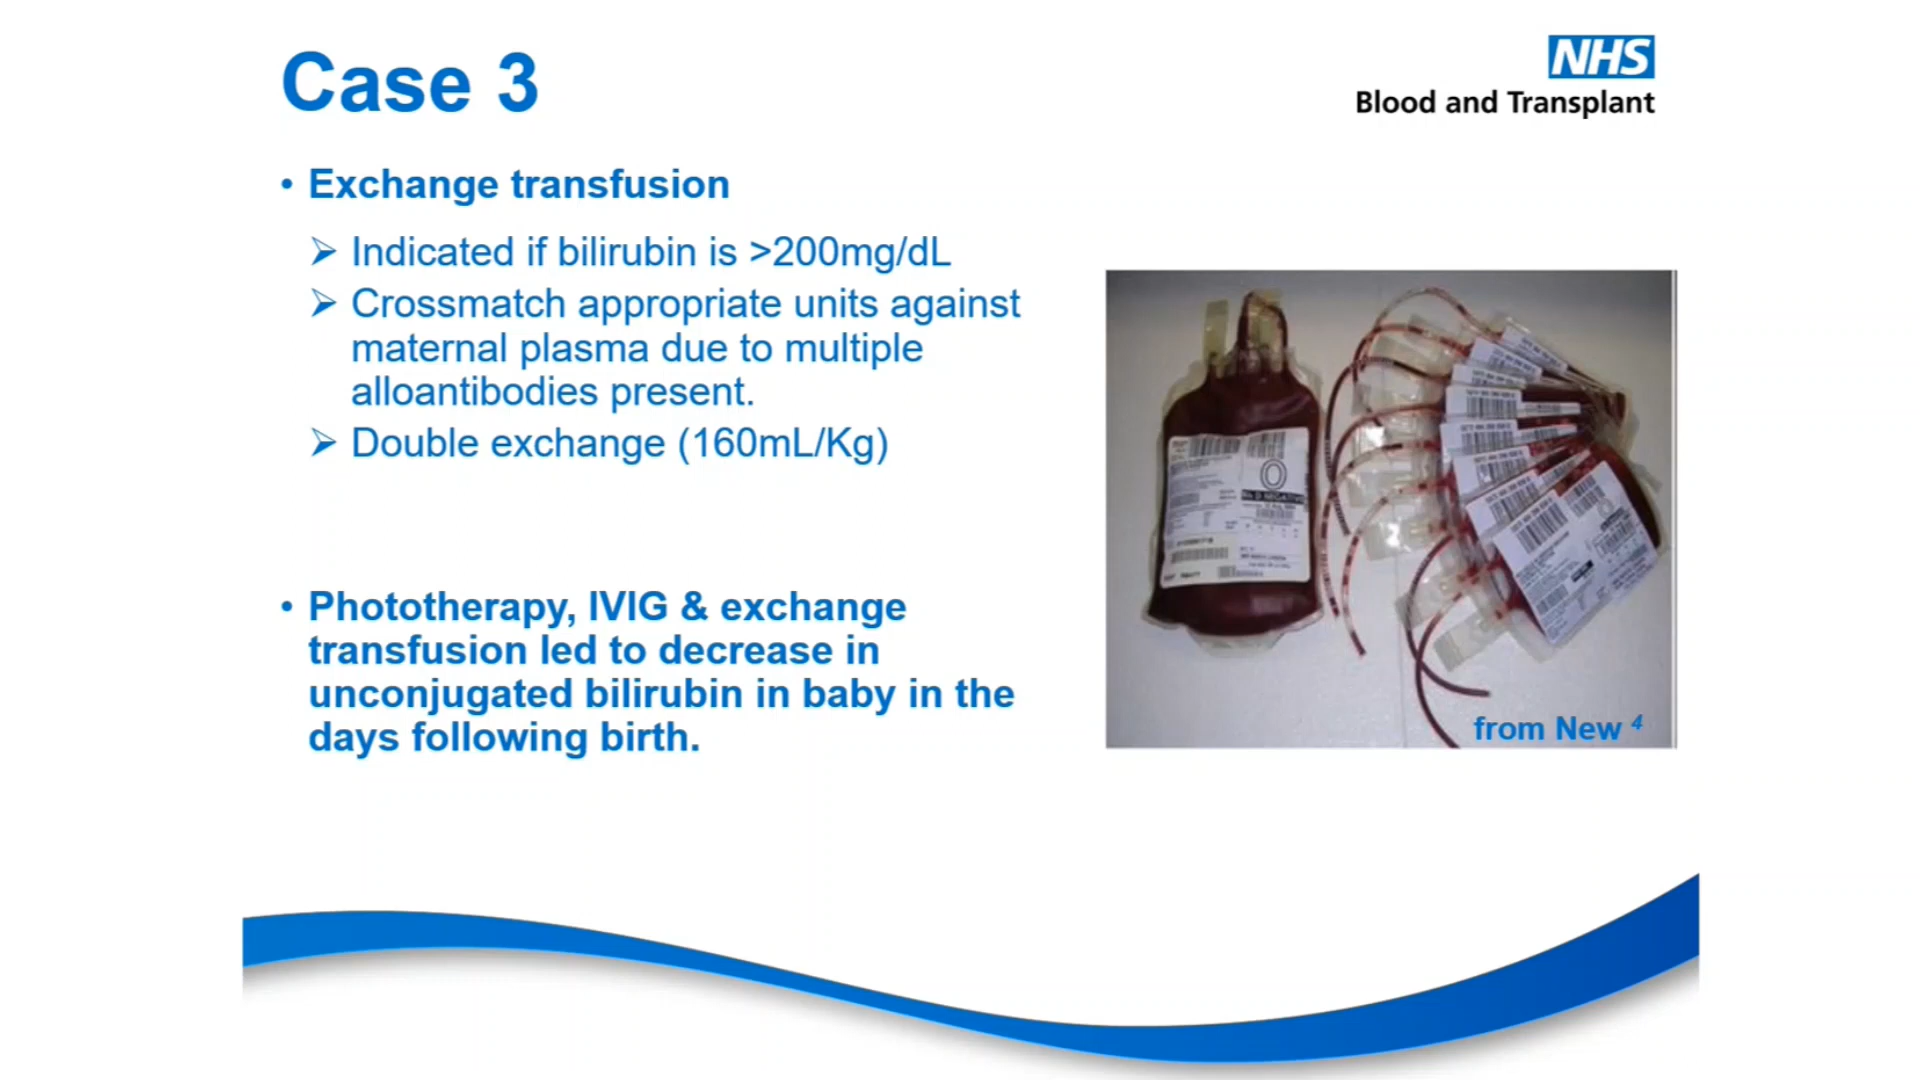 Case 3
NHS
Blood and Transplant
• Exchange transfusion
➢ Indicated if bilirubin is >200mg/dL
➢ Crossmatch appropriate units against
maternal plasma due to multiple
alloantibodies present.
➢ Double exchange (160mL/Kg)
• Phototherapy, IVIG & exchange
transfusion led to decrease in
unconjugated bilirubin in baby in the
days following birth.
O
from New 4